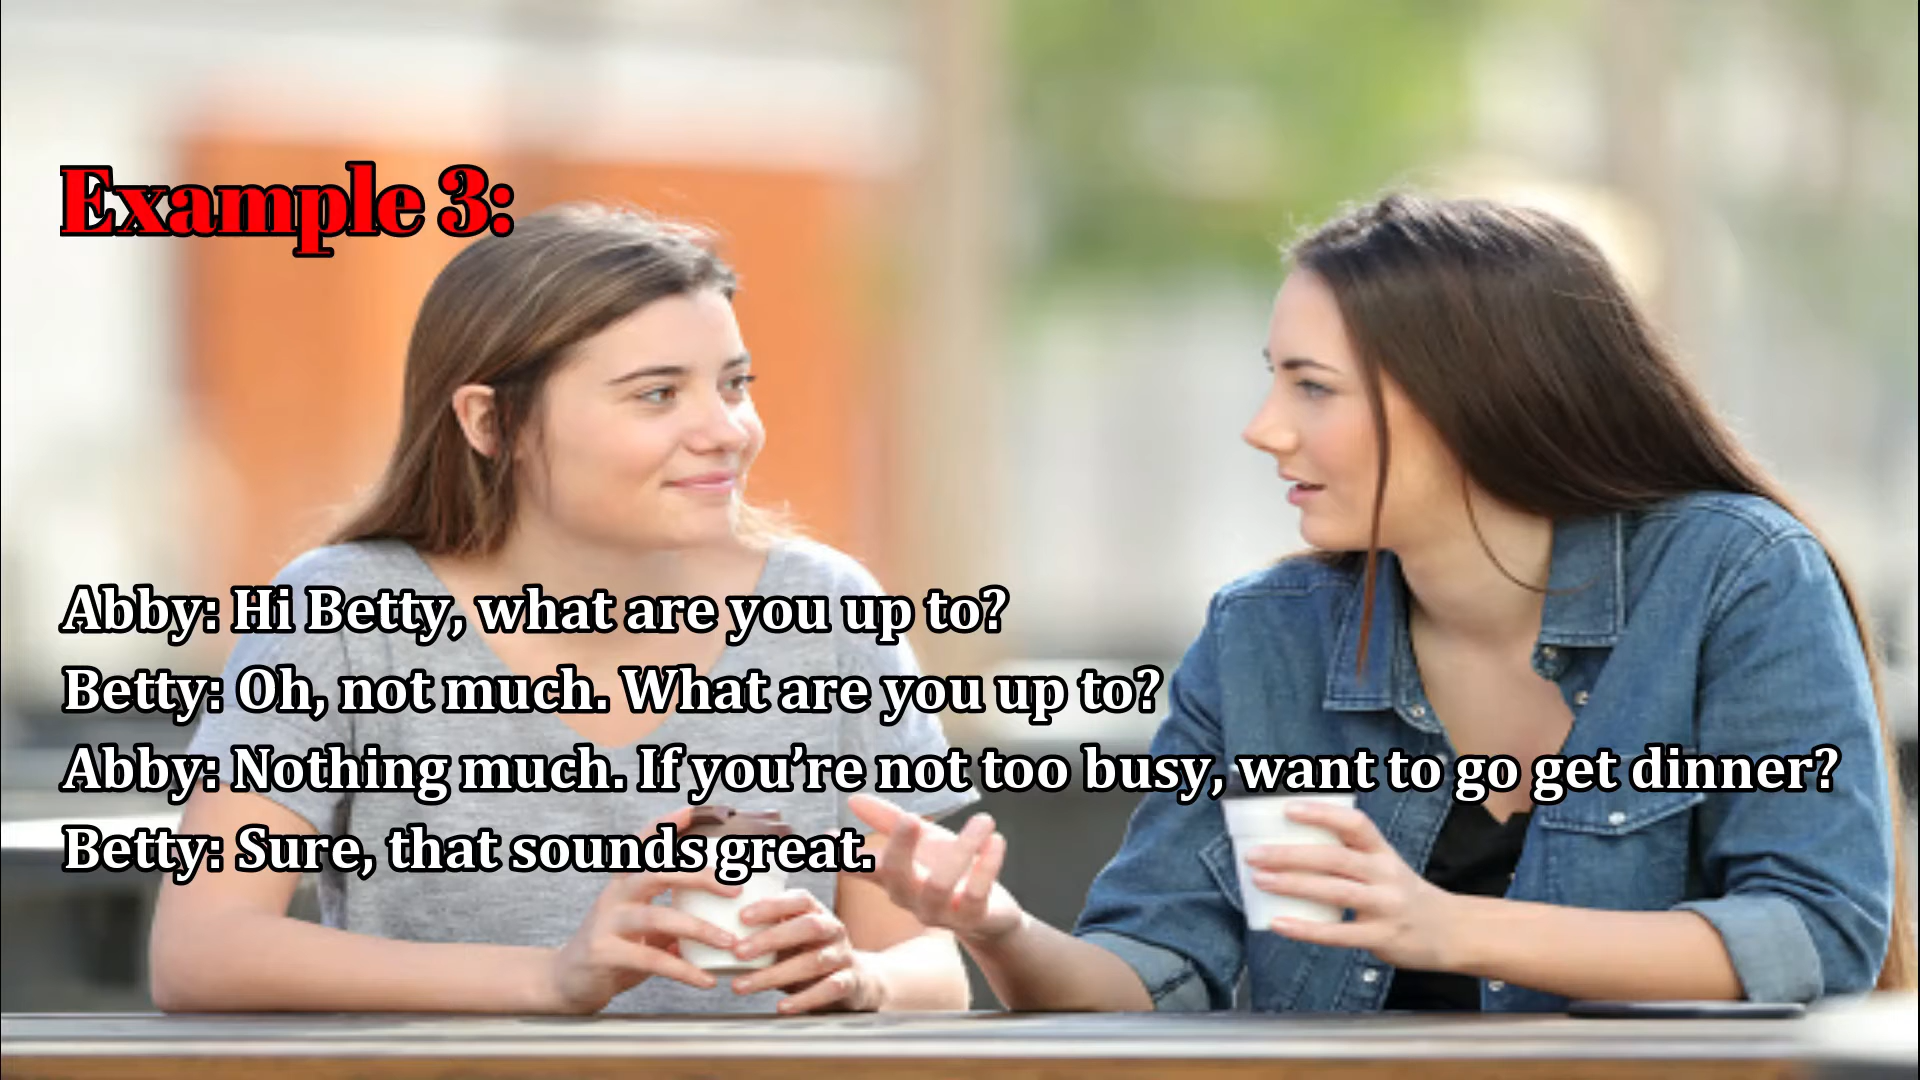 Example 3:
Abby: Hi Betty, what are you up to?
Betty: Oh, not much. What are you up to?
Abby: Nothing much. If you’re not too busy, want to go get dinner?
Betty: Sure, that sounds great.